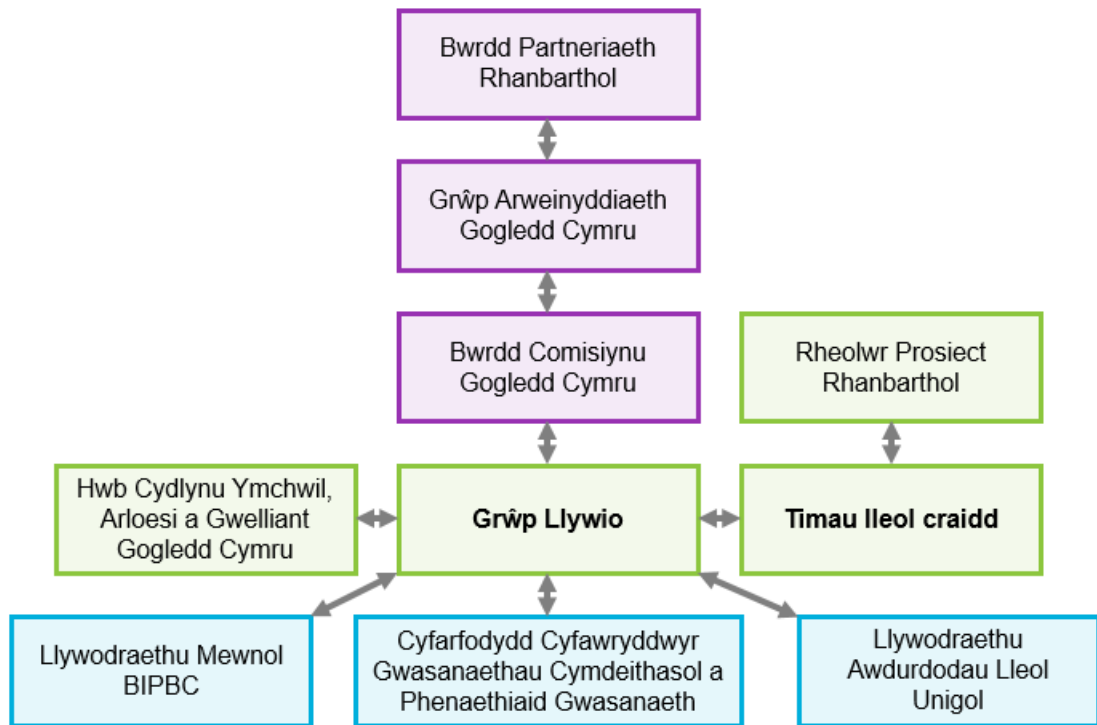 Bwrdd Partneriaeth
Rhanbarthol
Grŵp Arweinyddiaeth
Gogledd Cymru
Bwrdd Comisiynu
Gogledd Cymru
Rheolwr Prosiect
Rhanbarthol
Hwb Cydlynu Ymchwil,
Arloesi a Gwelliant
Gogledd Cymru
Grŵp Llywio
Timau lleol craidd
Llywodraethu Mewnol
BIPBC
Cyfarfodydd Cyfawryddwyr
Gwasanaethau Cymdeithasol a
Phenaethiaid Gwasanaeth
Llywodraethu
Awdurdodau Lleol
Unigol